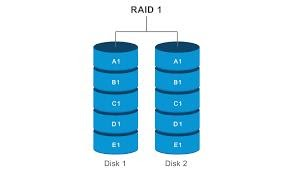 RAID 1
A1 A1
B1 B1
C1 C1
D1 D1
E1 E1
Disk 1 Disk 2